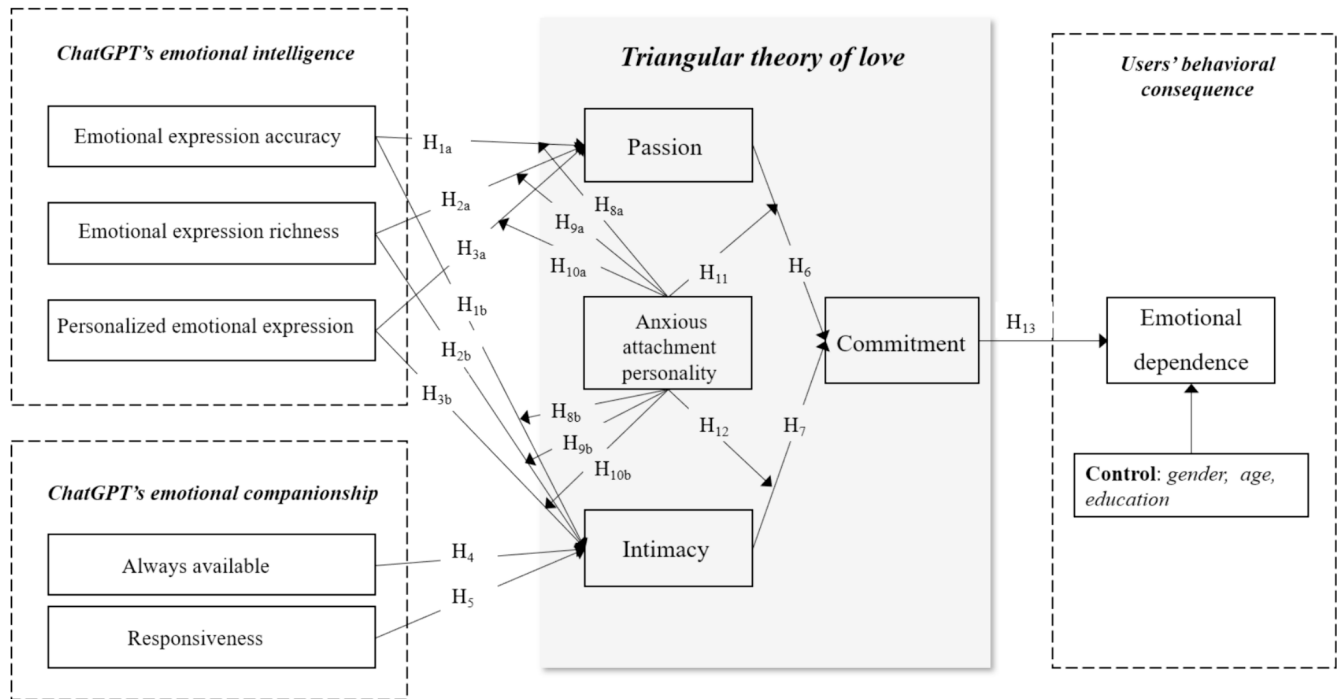 ChatGPT's emotional intelligence
Emotional expression accuracy
Emotional expression richness
Personalized emotional expression
ChatGPT's emotional companionship
Always available
Responsiveness
H1a
H2a
H3a
H1b
H2b
H3b
H4
H5
Triangular theory of love
Passion
H8a
H9a
H10a
H11
H6
Anxious
attachment
personality
Commitment
H8b
H9b
H10b
H12
H7
Intimacy
H13
Users' behavioral
consequence
Emotional
dependence
Control: gender, age,
education